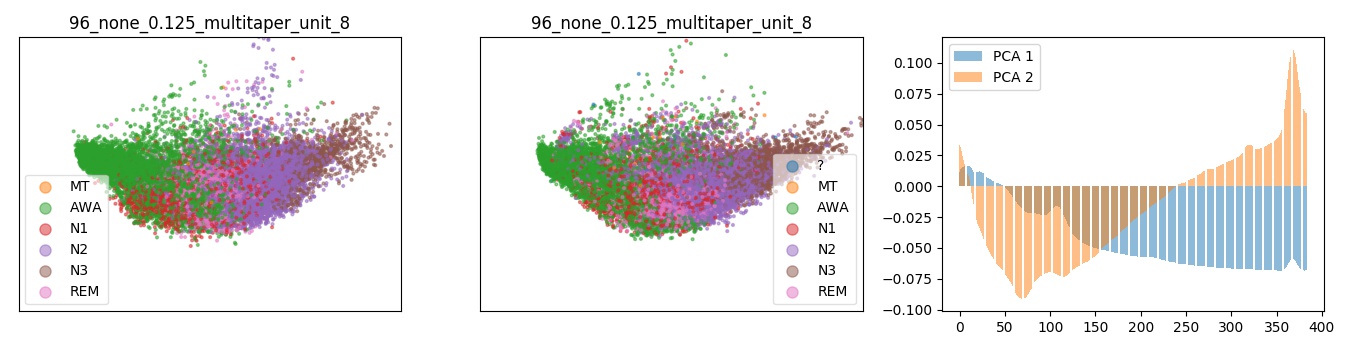 96_none_0.125_multitaper_unit_8
MT
AWA
N1
N2
N3
REM
96_none_0.125_multitaper_unit_8
?
MT
AWA
N1
N2
N3
REM
PCA 1
PCA 2
0.100
0.075
0.050
0.025
0.000
−0.025
−0.050
−0.075
−0.100
0 50 100 150 200 250 300 350 400